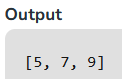 Output
[5, 7, 9]